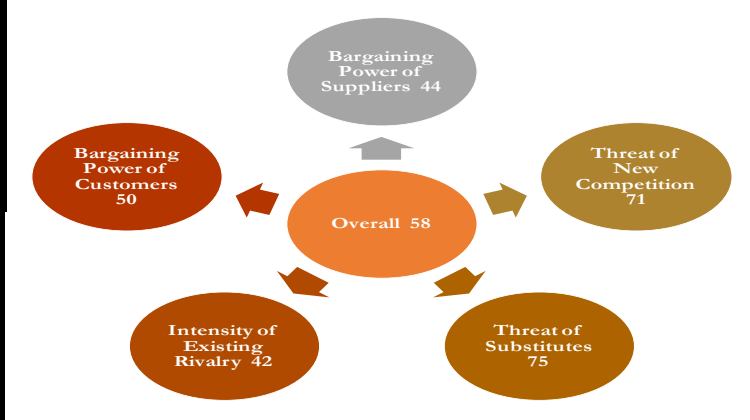 Bargaining
Power of
Suppliers 44
Bargaining
Power of
Customers
50
Threat of
New
Competition
71
Overall 58
Intensity of
Existing
Rivalry 42
Threat of
Substitutes
75